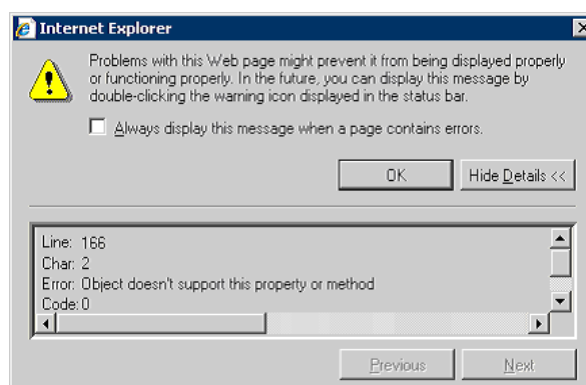 Internet Explorer
Problems with this Web page might prevent it from being displayed properly
or functioning properly. In the future, you can display this message by
double-clicking the warning icon displayed in the status bar.
Always display this message when a page contains errors.
OK
Hide Details <<
Line: 166
Char: 2
Error: Object doesn't support this property or method
Code:0
Previous
Next